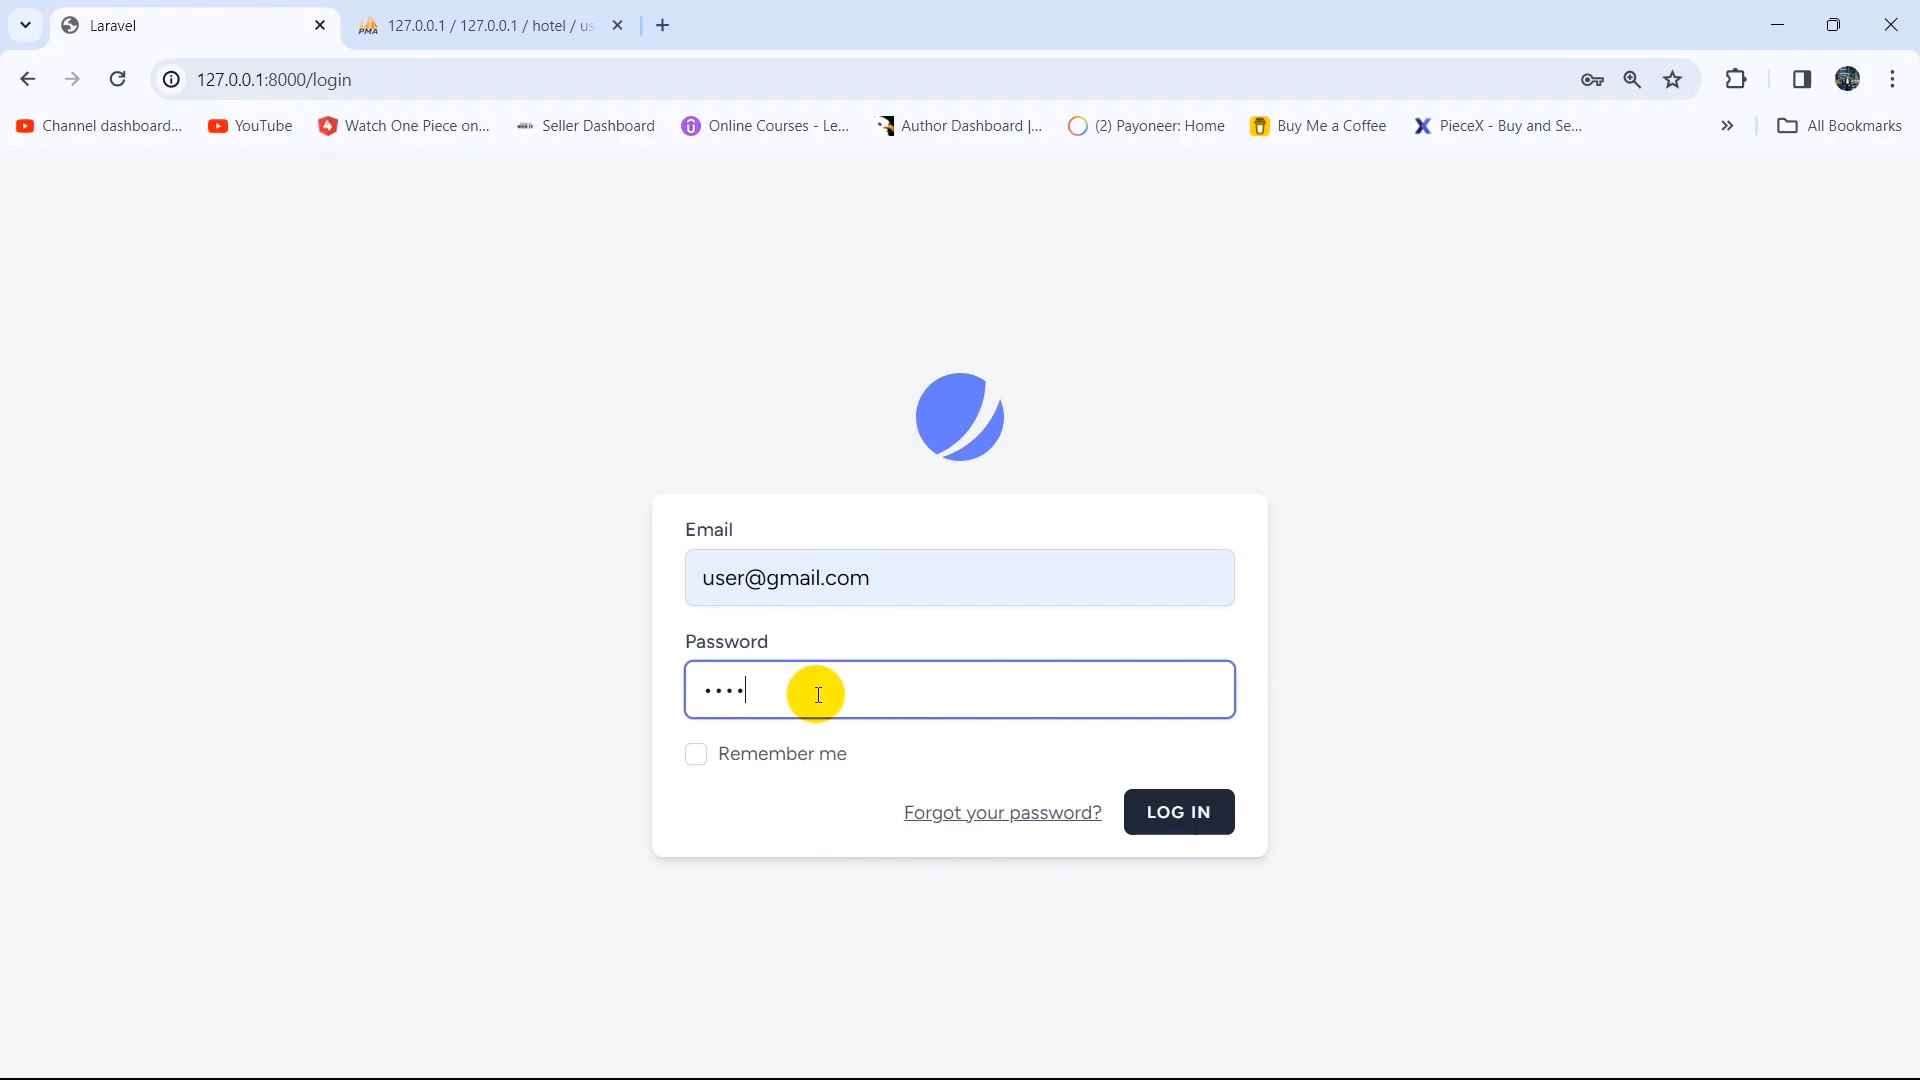 Laravel
127.0.0.1 / 127.0.0.1 / hotel / us
127.0.0.1:8000/login
Channel dashboard...
YouTube
Watch One Piece on...
Seller Dashboard
Online Courses - Le...
Author Dashboard |...
(2) Payoneer: Home
Buy Me a Coffee
PieceX - Buy and Se...
All Bookmarks
Email
user@gmail.com
Password
••••
Remember me
Forgot your password?
LOG IN